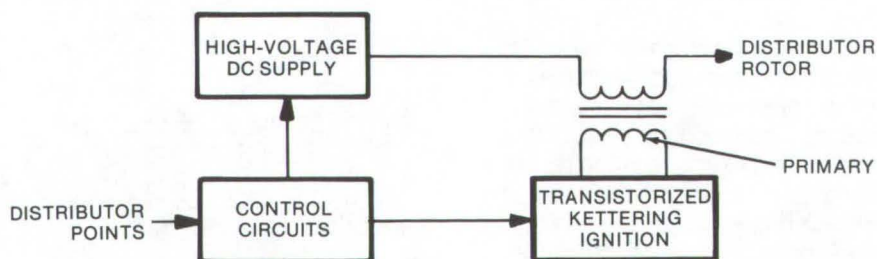 HIGH-VOLTAGE
DC SUPPLY
DISTRIBUTOR
ROTOR
PRIMARY
DISTRIBUTOR
POINTS
CONTROL
CIRCUITS
TRANSISTORIZED
KETTERING
IGNITION